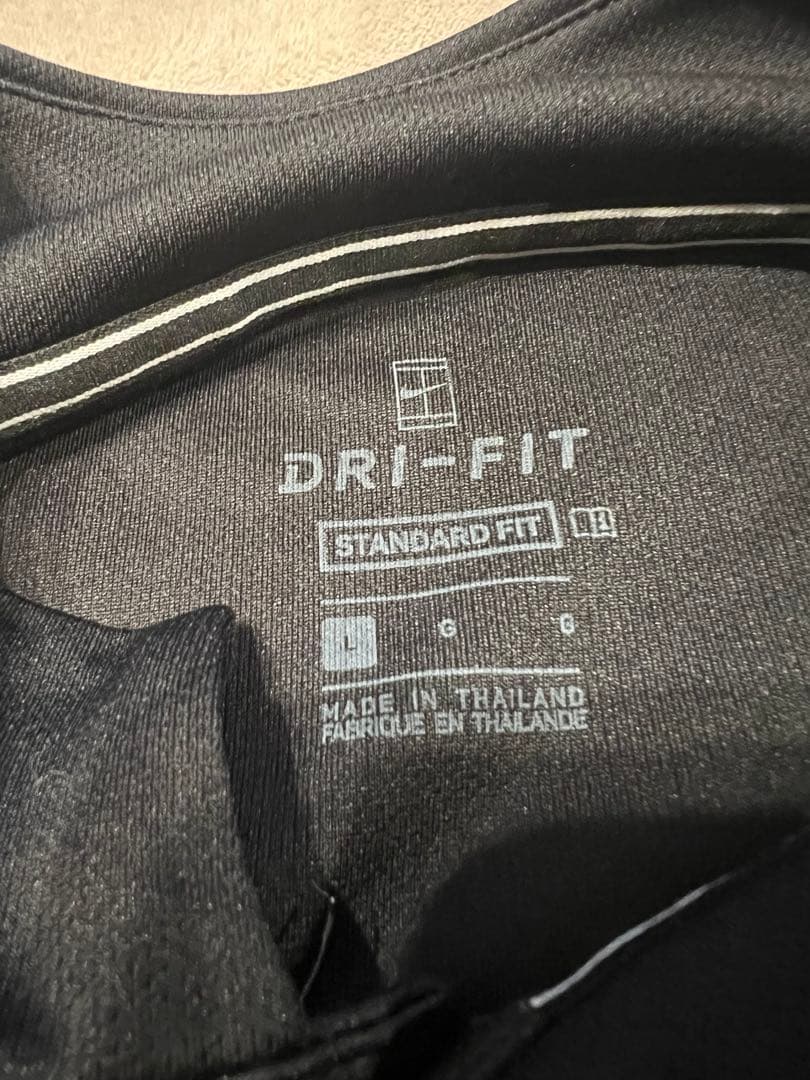 DRI-FIT
STANDARD FIT
L G G
MADE IN THAILAND
FABRIQUE EN THAILANDE